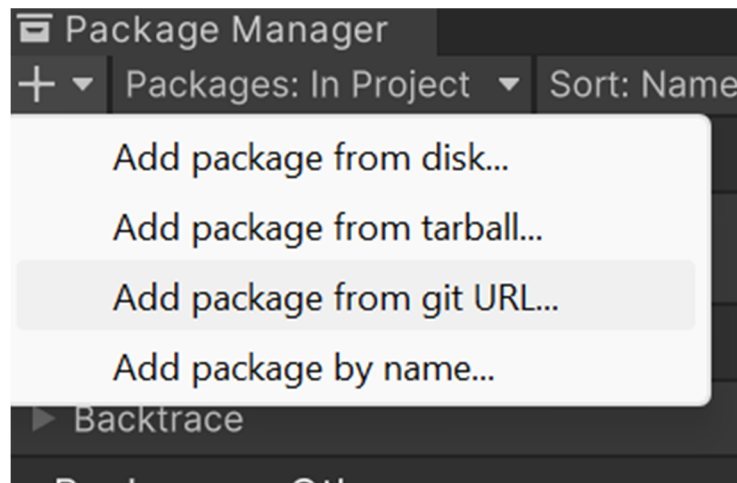 Package Manager
Packages: In Project
Sort: Name
Add package from disk...
Add package from tarball...
Add package from git URL...
Add package by name...
Backtrace